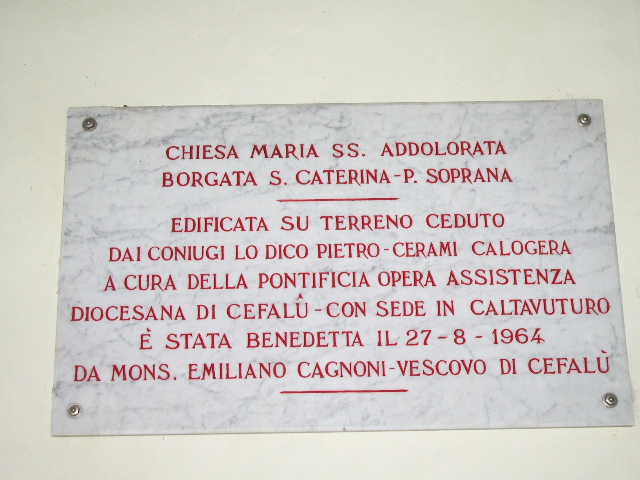 CHIESA MARIA SS. ADDOLORATA
BORGATA S. CATERINA-P. SOPRANA
EDIFICATA SU TERRENO CEDUTO
DAI CONIUGI LO DICO PIETRO-CERAMI CALOGERA
A CURA DELLA PONTIFICIA OPERA ASSISTENZA
DIOCESANA DI CEFALÛ-CON SEDE IN CALTAVUTURO
È STATA BENEDETTA IL 27-8-1964
DA MONS. EMILIANO CAGNONI-VESCOVO DI CEFALÙ